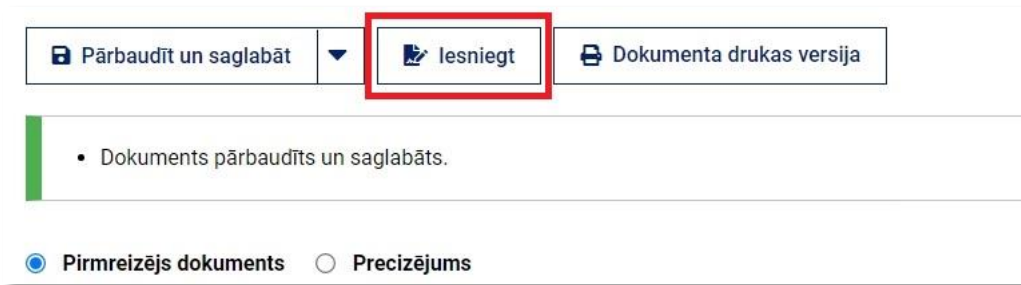 Pārbaudīt un saglabāt Iesniegt Dokumenta drukas versija
• Dokuments pārbaudīts un saglabāts.
Pirmreizējs dokuments Precizējums